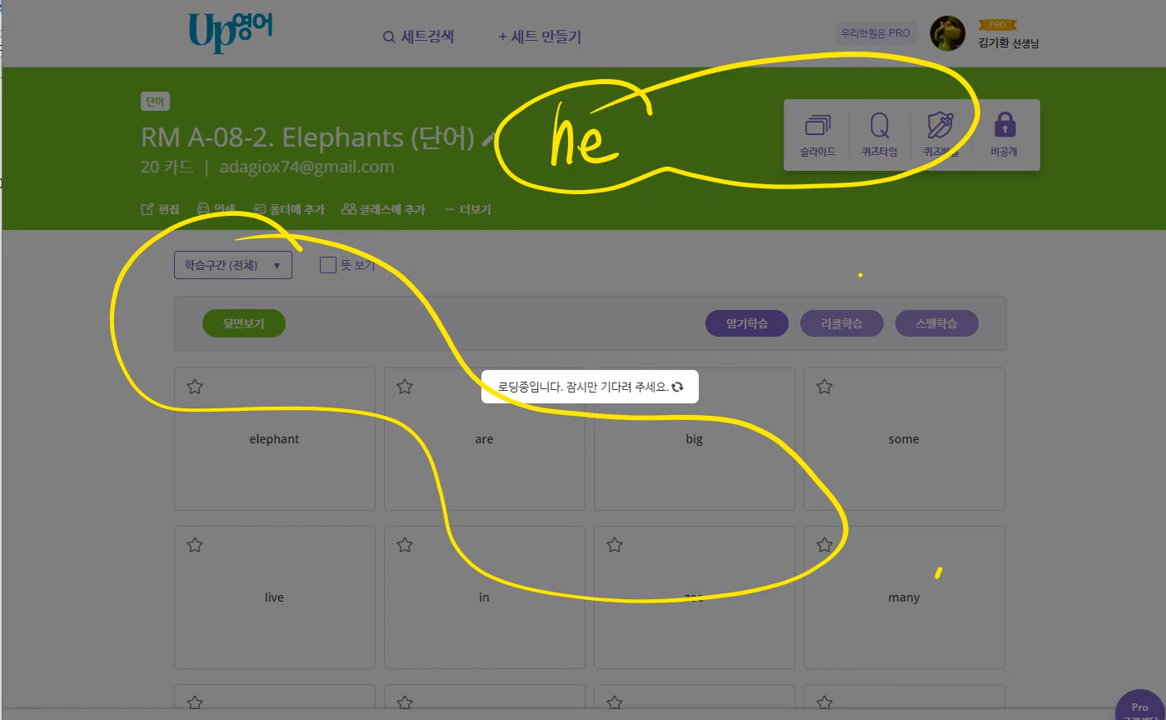 Up영어
세트검색
+ 세트 만들기
우리학원은 PRO
PRO
김기환 선생님
단어
RM A-08-2. Elephants (단어)
he
20 카드 | adagiox74@gmail.com
슬라이드
퀴즈타임
퀴즈배틀
비공개
편집
인쇄
폴더에 추가
클래스에 추가
··· 더보기
학습구간 (전체) ▼
뜻 보기
뒷면보기
암기학습
리콜학습
스펠학습
로딩중입니다. 잠시만 기다려 주세요.
elephant
are
big
some
live
in
zoo
many
Pro
고객센터